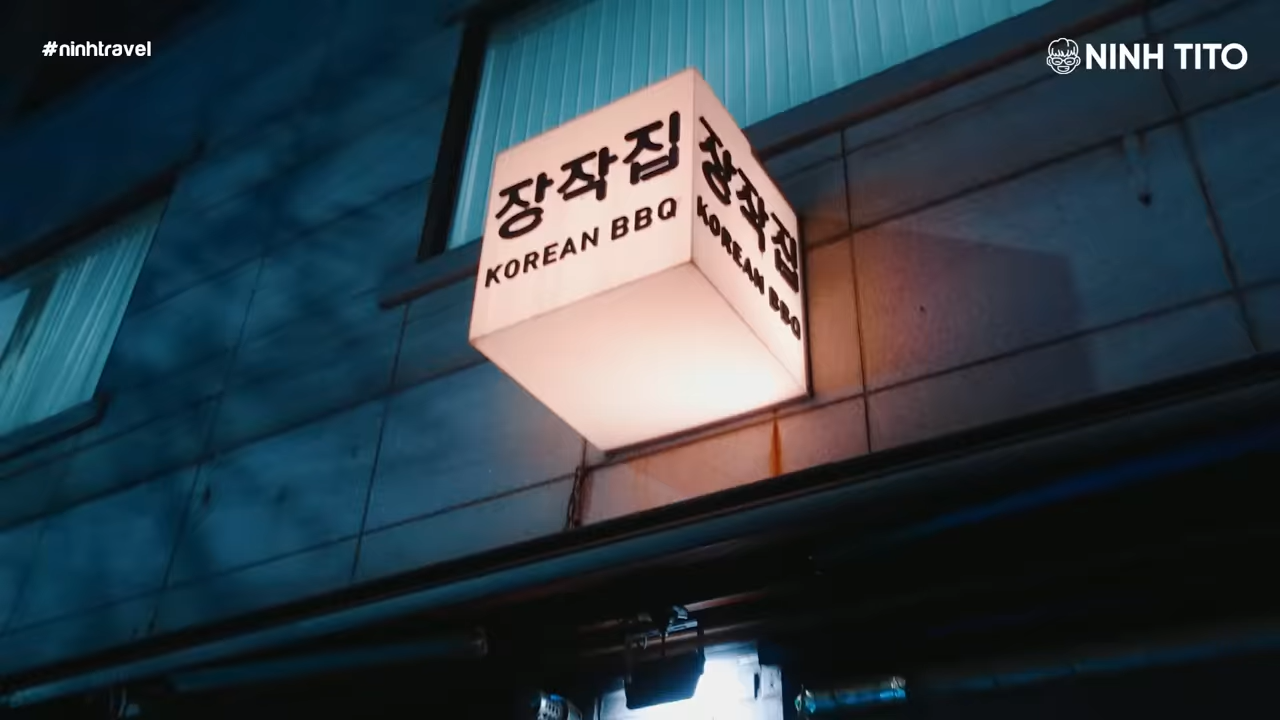 #ninhtravel
NINH TITO
장작집
KOREAN BBQ
장작집
KOREAN BBQ